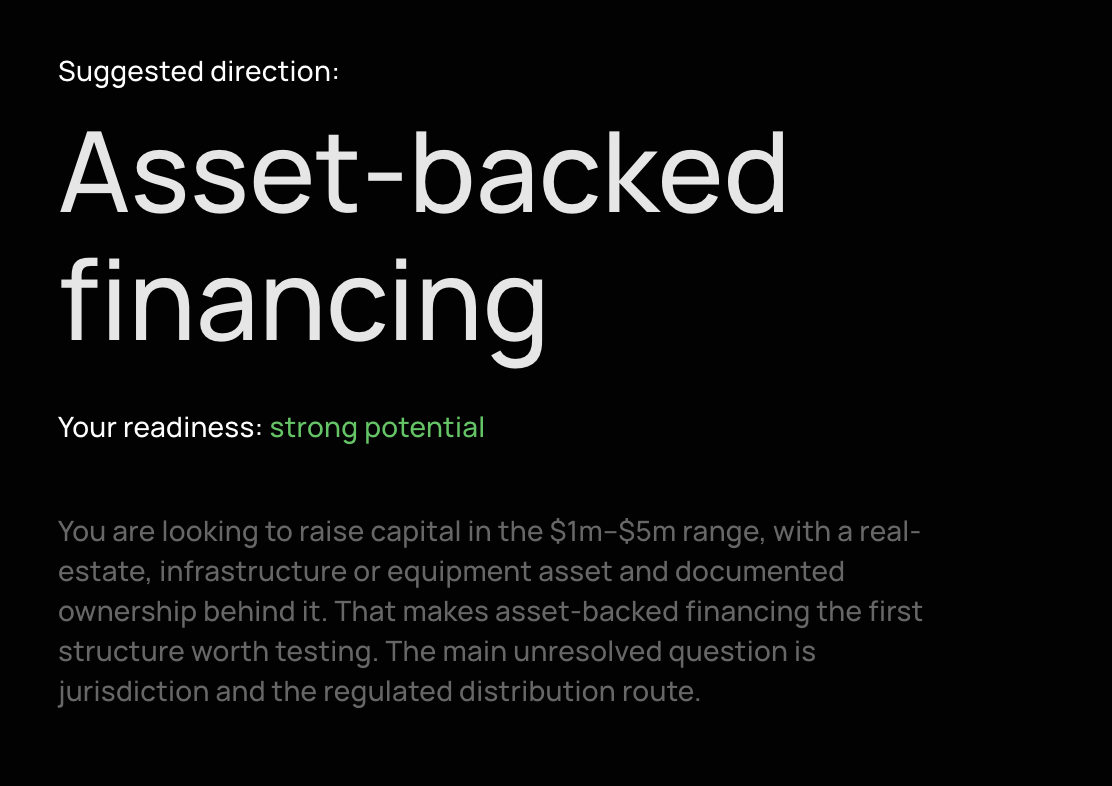 Suggested direction:
Asset-backed
financing
Your readiness: strong potential
You are looking to raise capital in the $1m–$5m range, with a real-
estate, infrastructure or equipment asset and documented
ownership behind it. That makes asset-backed financing the first
structure worth testing. The main unresolved question is
jurisdiction and the regulated distribution route.